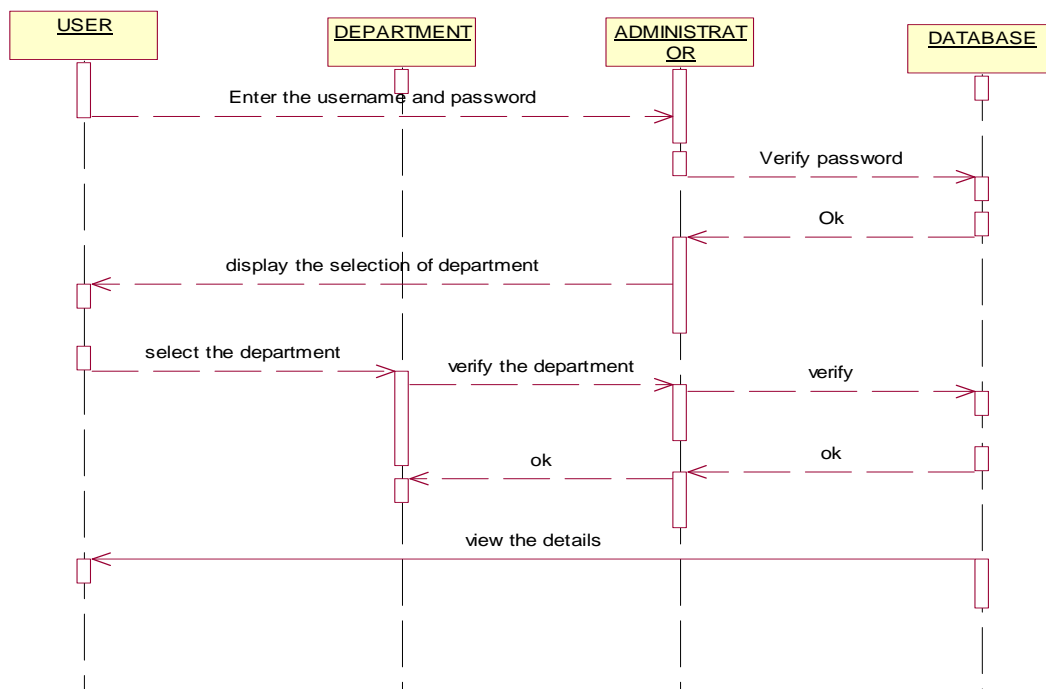 USER
DEPARTMENT
ADMINISTRAT
OR
DATABASE
Enter the username and password
Verify password
Ok
display the selection of department
select the department
verify the department
verify
ok
ok
view the details